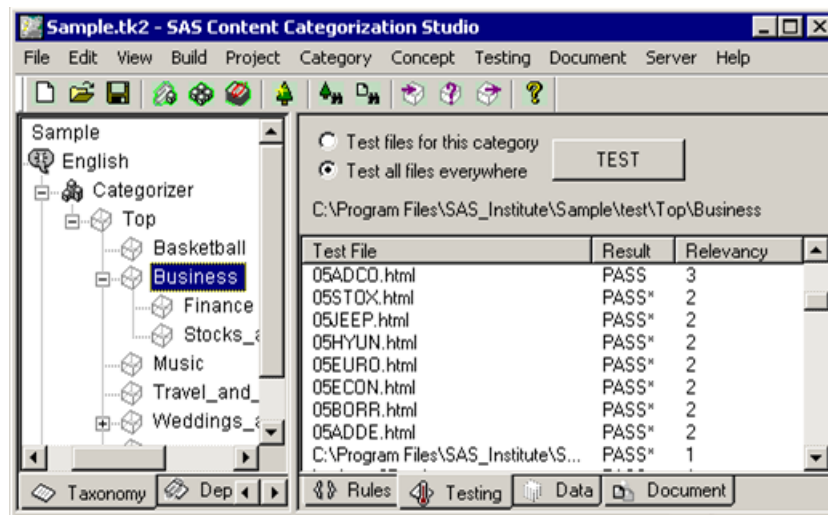 Sample.tk2 - SAS Content Categorization Studio
File Edit View Build Project Category Concept Testing Document Server Help
Sample
English
Categorizer
Top
Basketball
Business
Finance
Stocks_
Music
Travel_and_
Weddings_
Taxonomy Dep
Test files for this category
Test all files everywhere
TEST
C:\Program Files\SAS_Institute\Sample\test\Top\Business
Test File Result Relevancy
05ADCO.html PASS 3
05STOX.html PASS* 2
05JEEP.html PASS* 2
05HYUN.html PASS* 2
05EURO.html PASS* 2
05ECON.html PASS* 2
05BORR.html PASS* 2
05ADDE.html PASS* 2
C:\Program Files\SAS_Institute\S... PASS* 1
Rules Testing Data Document